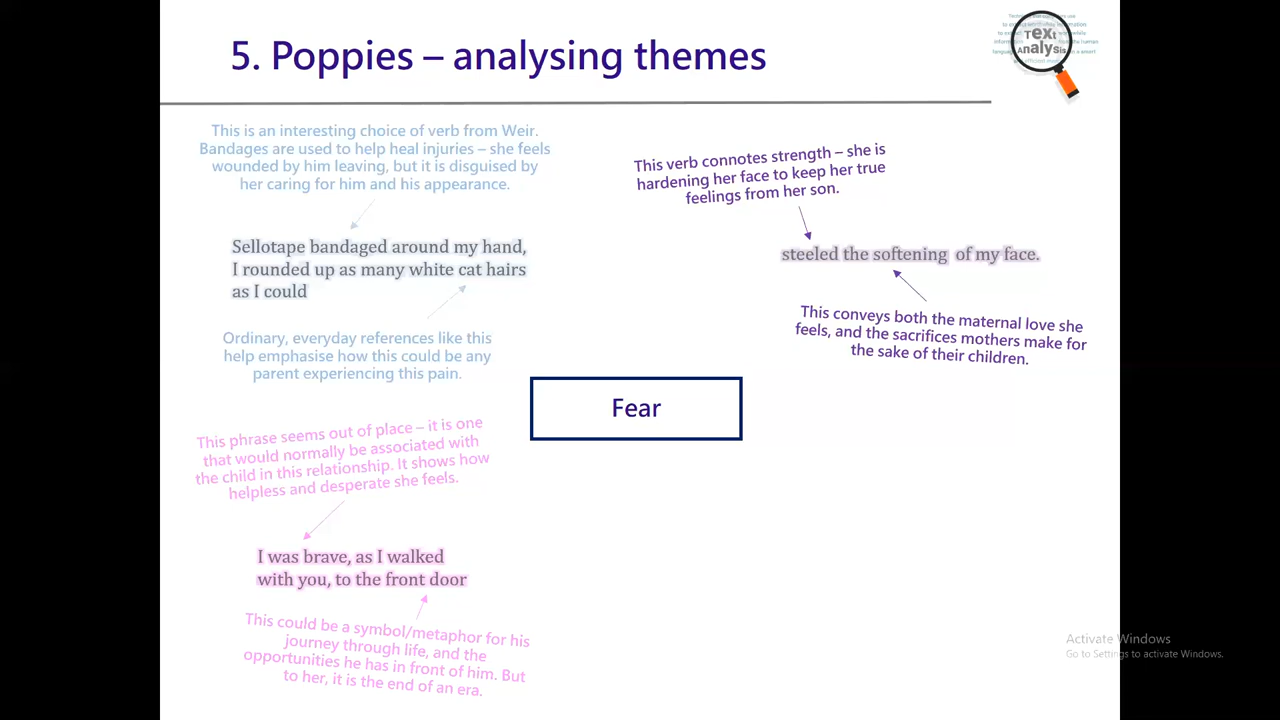 5. Poppies – analysing themes
Text
Analysis
This is an interesting choice of verb from Weir.
Bandages are used to help heal injuries – she feels
wounded by him leaving, but it is disguised by
her caring for him and his appearance.
Sellotape bandaged around my hand,
I rounded up as many white cat hairs
as I could
Ordinary, everyday references like this
help emphasise how this could be any
parent experiencing this pain.
This verb connotes strength – she is
hardening her face to keep her true
feelings from her son.
steeled the softening of my face.
This conveys both the maternal love she
feels, and the sacrifices mothers make for
the sake of their children.
Fear
This phrase seems out of place – it is one
that would normally be associated with
the child in this relationship. It shows how
helpless and desperate she feels.
I was brave, as I walked
with you, to the front door
This could be a symbol/metaphor for his
journey through life, and the
opportunities he has in front of him. But
to her, it is the end of an era.
Activate Windows
Go to Settings to activate Windows.